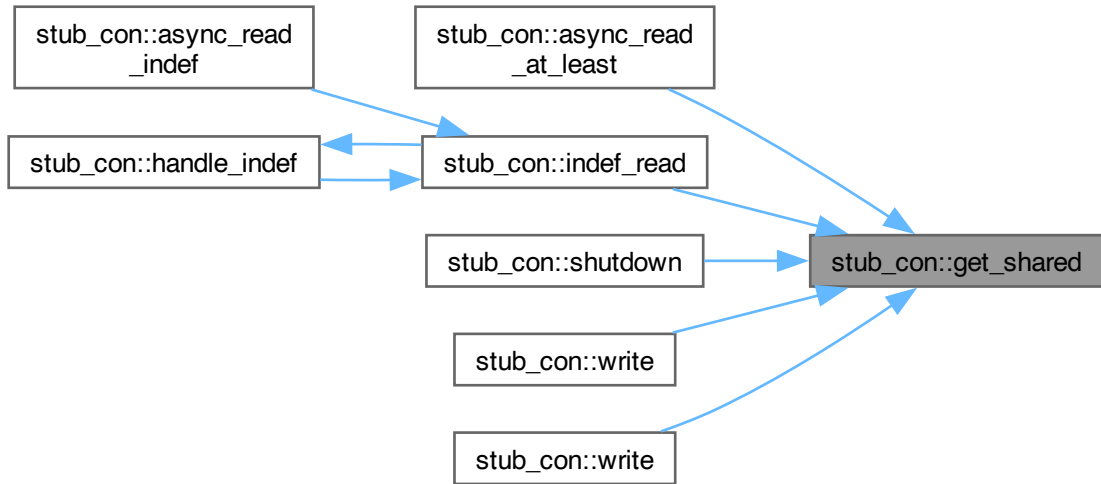 stub_con::async_read
_indef
stub_con::async_read
_at_least
stub_con::handle_indef
stub_con::indef_read
stub_con::shutdown
stub_con::get_shared
stub_con::write
stub_con::write